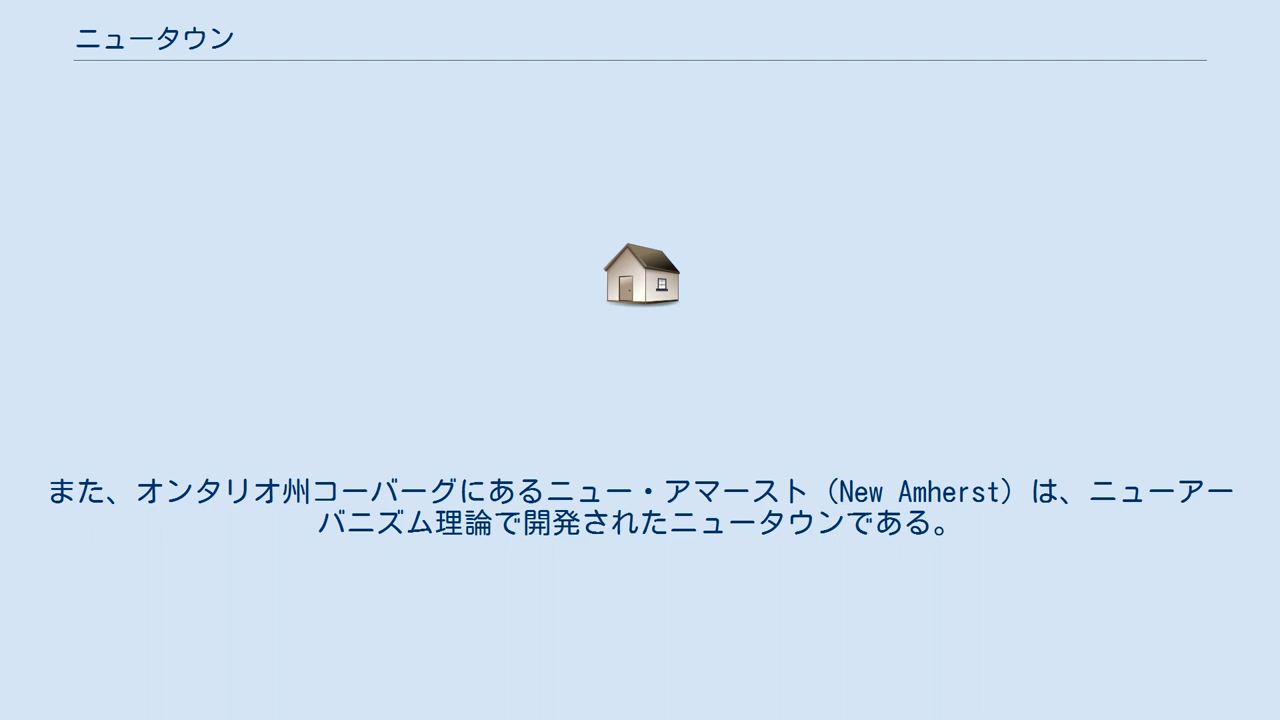 ニュータウン
また、オンタリオ州コーバーグにあるニュー・アマースト（New Amherst）は、ニューアー
バニズム理論で開発されたニュータウンである。